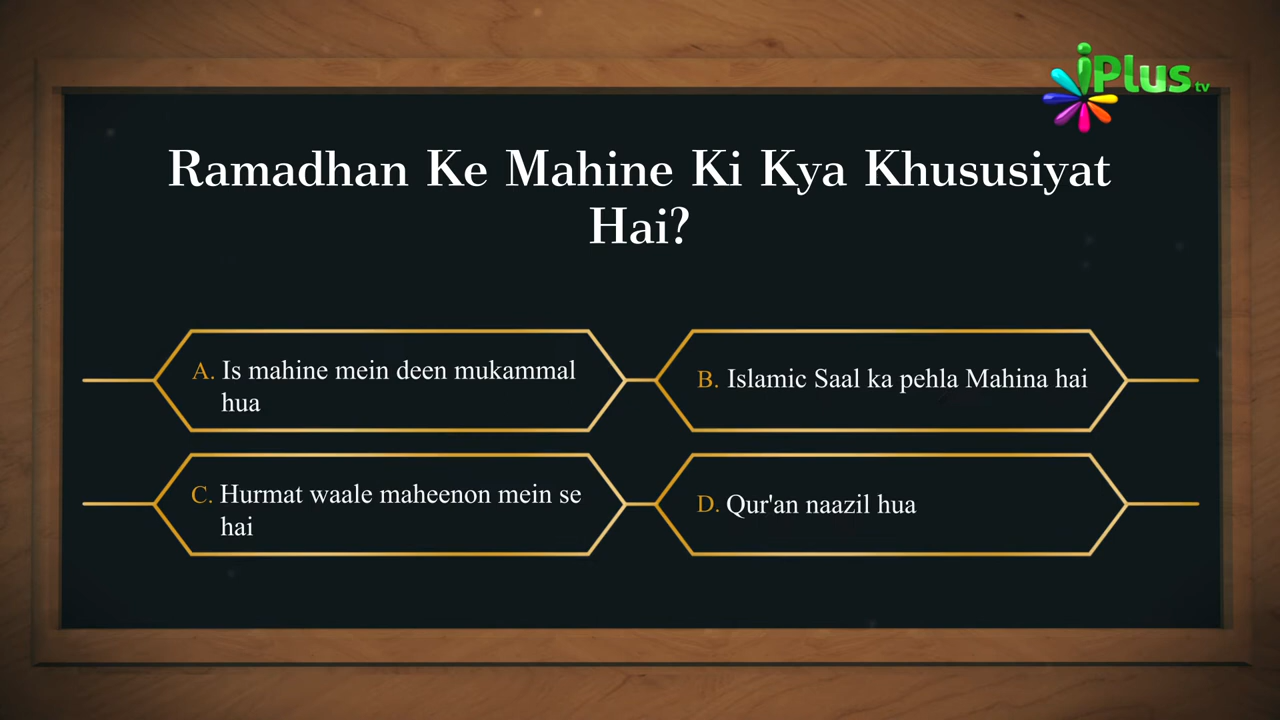 iPlus tv
Ramadhan Ke Mahine Ki Kya Khususiyat
Hai?
A. Is mahine mein deen mukammal
hua
B. Islamic Saal ka pehla Mahina hai
C. Hurmat waale maheenon mein se
hai
D. Qur'an naazil hua